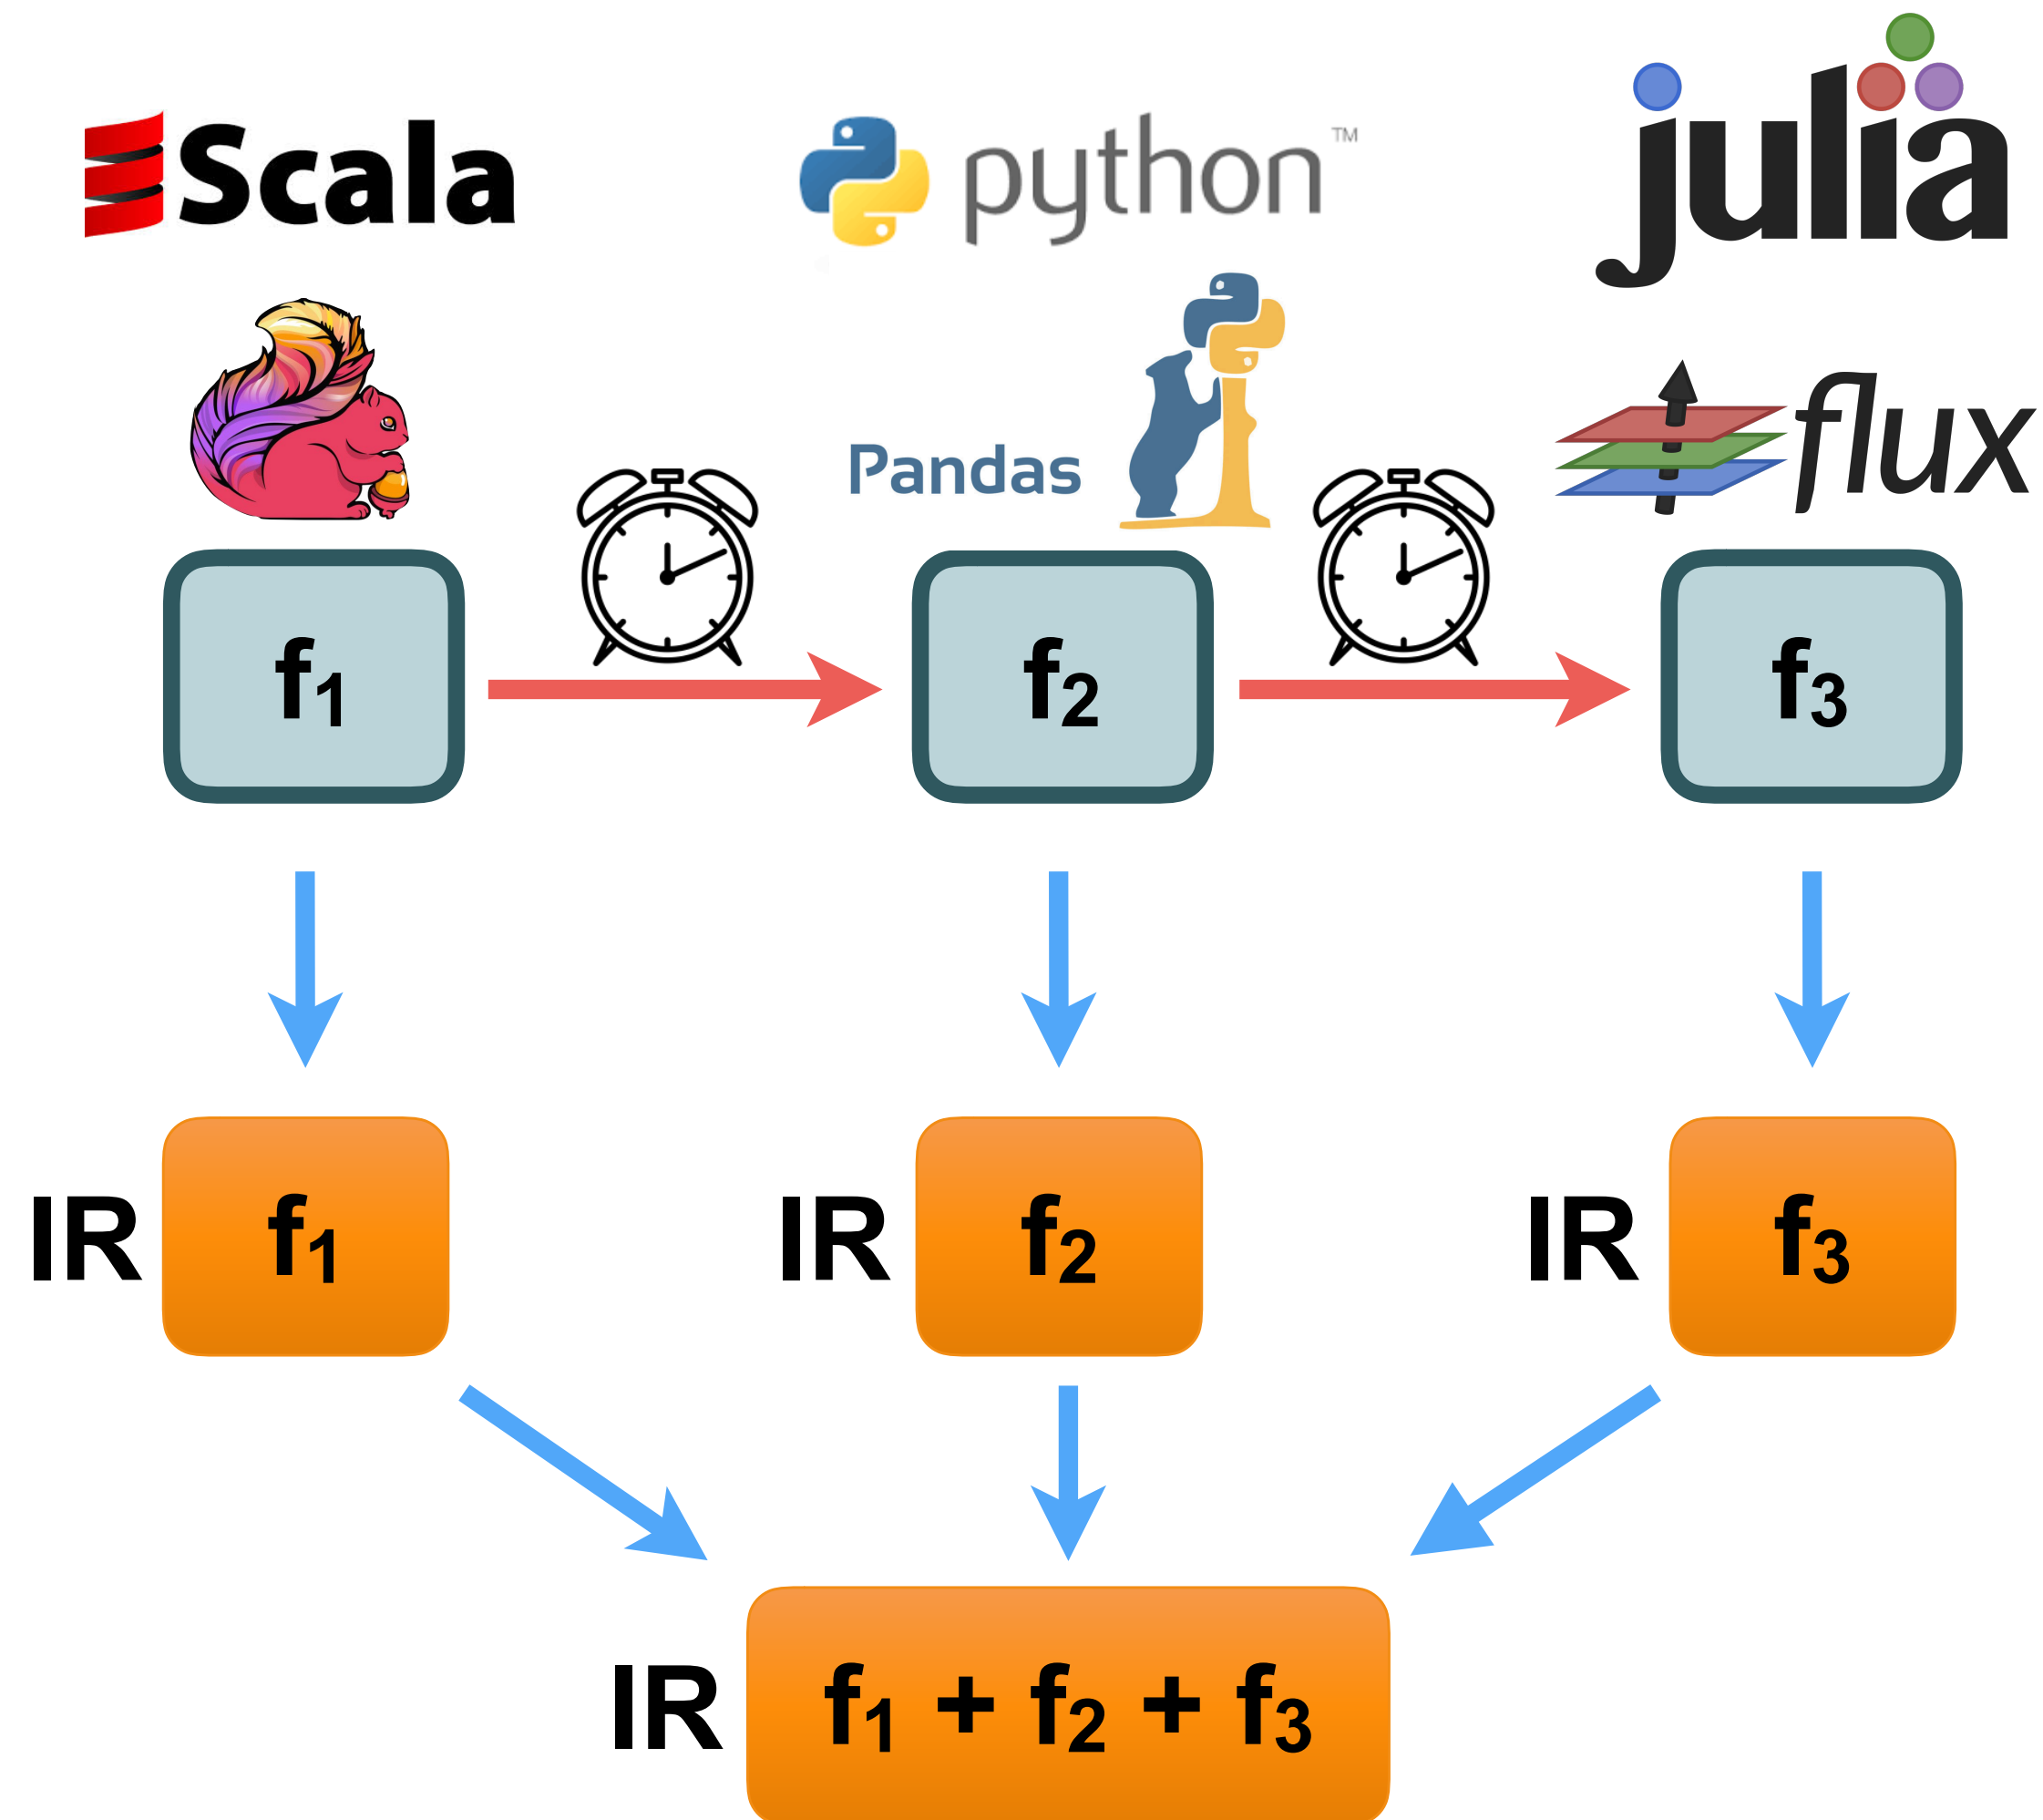 Scala
python™
julia
Pandas
flux
f1
f2
f3
IR f1
IR f2
IR f3
IR f1 + f2 + f3